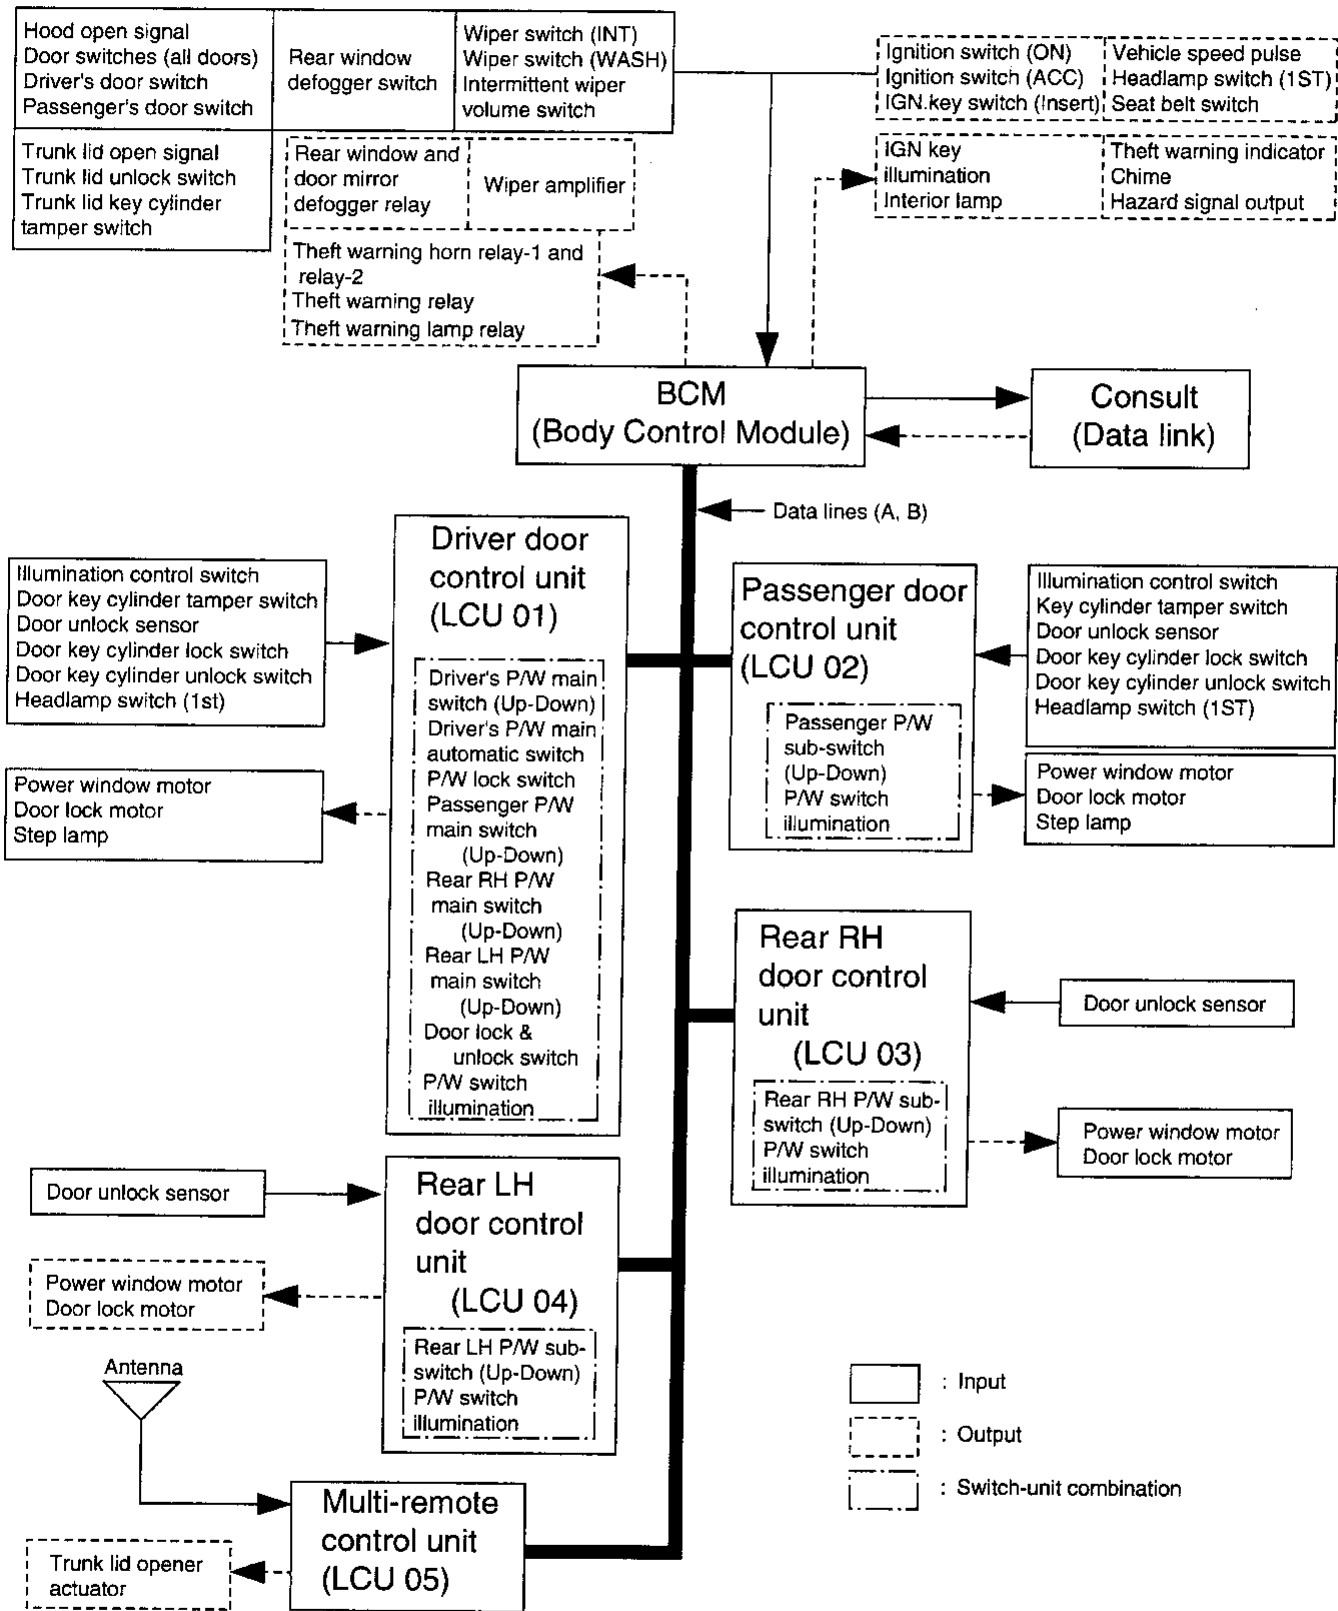 Hood open signal
Door switches (all doors)
Driver's door switch
Passenger's door switch
Rear window
defogger switch
Wiper switch (INT)
Wiper switch (WASH)
Intermittent wiper
volume switch
Ignition switch (ON)
Ignition switch (ACC)
IGN.key switch (Insert)
Vehicle speed pulse
Headlamp switch (1ST)
Seat belt switch
Trunk lid open signal
Trunk lid unlock switch
Trunk lid key cylinder
tamper switch
Rear window and
door mirror
defogger relay
Wiper amplifier
IGN key
illumination
Interior lamp
Theft warning indicator
Chime
Hazard signal output
Theft warning horn relay-1 and
relay-2
Theft warning relay
Theft warning lamp relay
BCM
(Body Control Module)
Consult
(Data link)
Data lines (A, B)
Driver door
control unit
(LCU 01)
Illumination control switch
Door key cylinder tamper switch
Door unlock sensor
Door key cylinder lock switch
Door key cylinder unlock switch
Headlamp switch (1st)
Driver's P/W main
switch (Up-Down)
Driver's P/W main
automatic switch
P/W lock switch
Passenger P/W
main switch
(Up-Down)
Rear RH P/W
main switch
(Up-Down)
Rear LH P/W
main switch
(Up-Down)
Door lock &
unlock switch
P/W switch
illumination
Power window motor
Door lock motor
Step lamp
Passenger door
control unit
(LCU 02)
Passenger P/W
sub-switch
(Up-Down)
P/W switch
illumination
Illumination control switch
Key cylinder tamper switch
Door unlock sensor
Door key cylinder lock switch
Door key cylinder unlock switch
Headlamp switch (1ST)
Power window motor
Door lock motor
Step lamp
Rear RH
door control
unit
(LCU 03)
Rear RH P/W sub-
switch (Up-Down)
P/W switch
illumination
Door unlock sensor
Power window motor
Door lock motor
Door unlock sensor
Rear LH
door control
unit
(LCU 04)
Rear LH P/W sub-
switch (Up-Down)
P/W switch
illumination
Power window motor
Door lock motor
Antenna
Multi-remote
control unit
(LCU 05)
Trunk lid opener
actuator
: Input
: Output
: Switch-unit combination